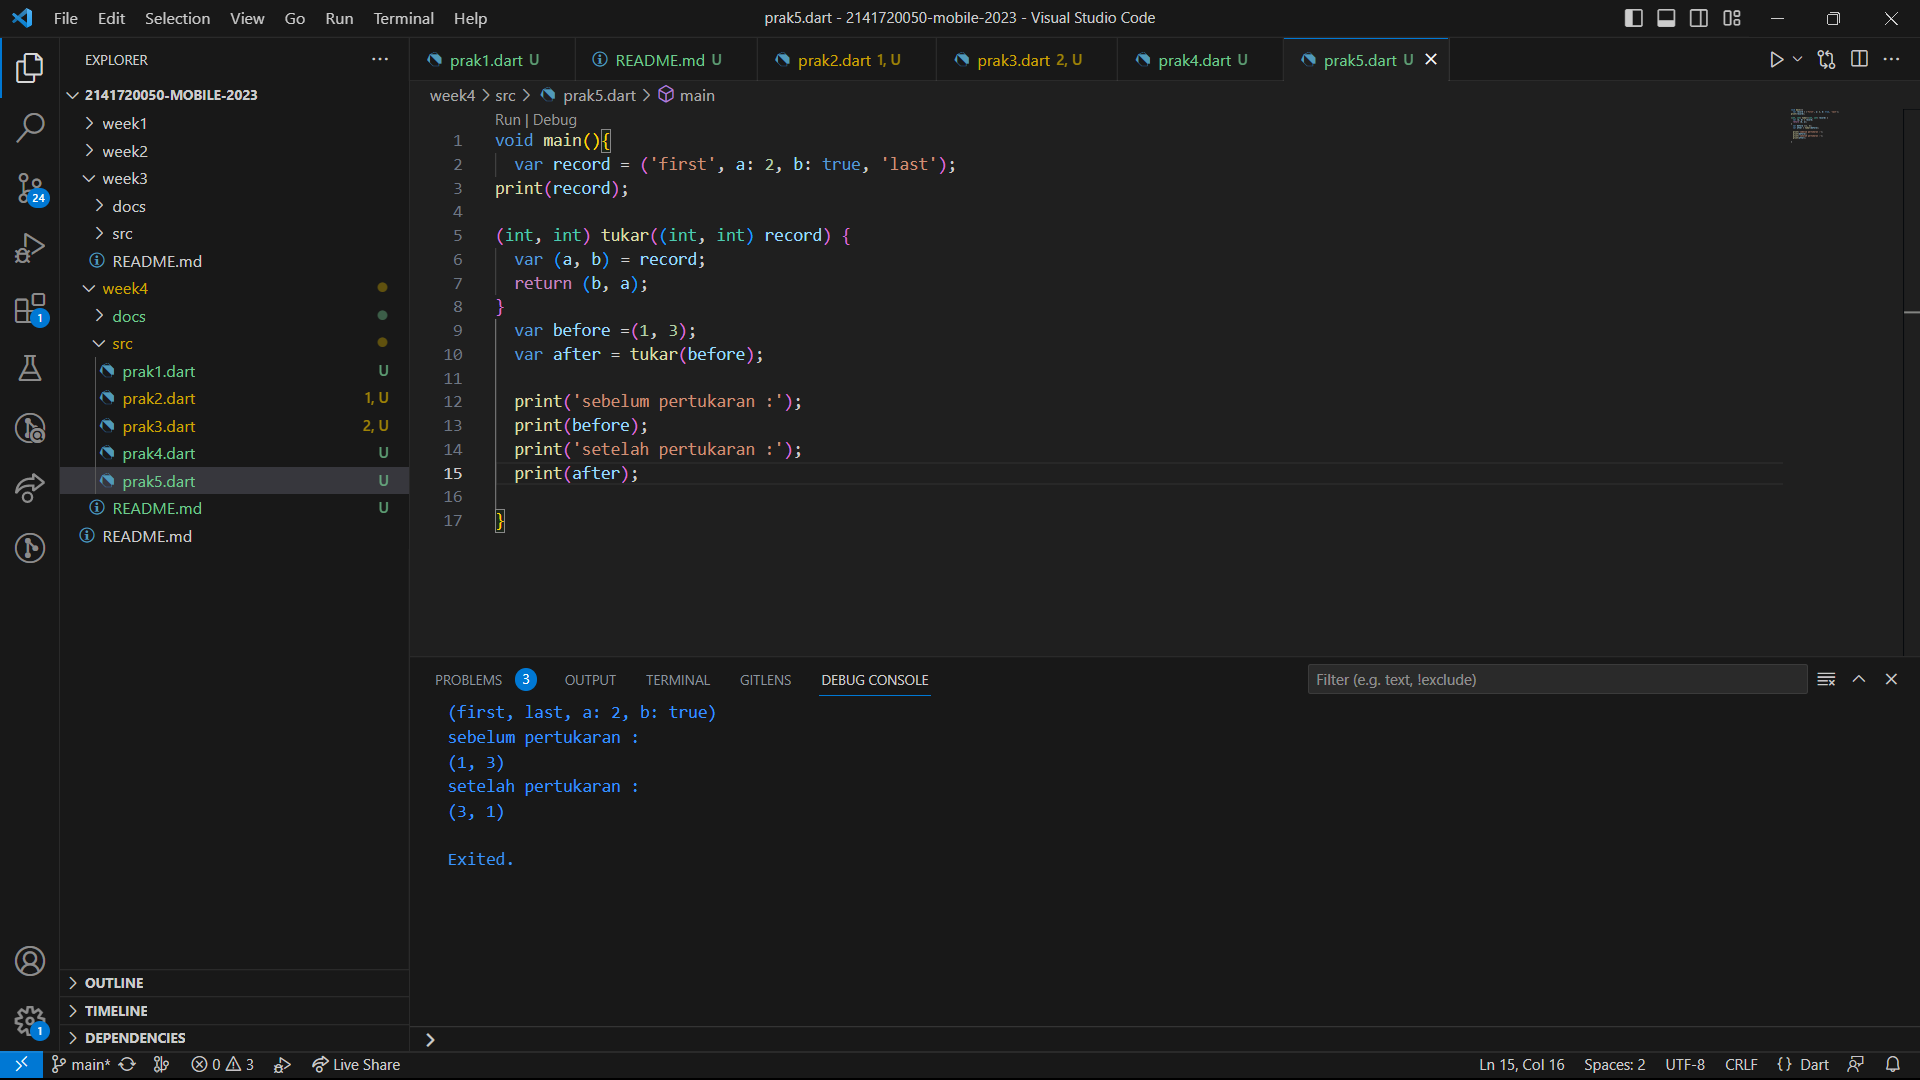 File Edit Selection View Go Run Terminal Help
prak5.dart - 2141720050-mobile-2023 - Visual Studio Code
EXPLORER
2141720050-MOBILE-2023
week1
week2
week3
docs
src
README.md
week4
docs
src
prak1.dart U
prak2.dart 1, U
prak3.dart 2, U
prak4.dart U
prak5.dart U
README.md U
README.md
OUTLINE
TIMELINE
DEPENDENCIES
24
1
1
prak1.dart U README.md U prak2.dart 1, U prak3.dart 2, U prak4.dart U prak5.dart U
week4 > src > prak5.dart > main
Run | Debug
1 void main(){
2   var record = ('first', a: 2, b: true, 'last');
3 print(record);
4
5 (int, int) tukar((int, int) record) {
6   var (a, b) = record;
7   return (b, a);
8 }
9   var before =(1, 3);
10   var after = tukar(before);
11
12   print('sebelum pertukaran :');
13   print(before);
14   print('setelah pertukaran :');
15   print(after);
16
17 }
PROBLEMS 3 OUTPUT TERMINAL GITLENS DEBUG CONSOLE
Filter (e.g. text, !exclude)
(first, last, a: 2, b: true)
sebelum pertukaran :
(1, 3)
setelah pertukaran :
(3, 1)
Exited.
main* 0 3 Live Share
Ln 15, Col 16 Spaces: 2 UTF-8 CRLF {} Dart